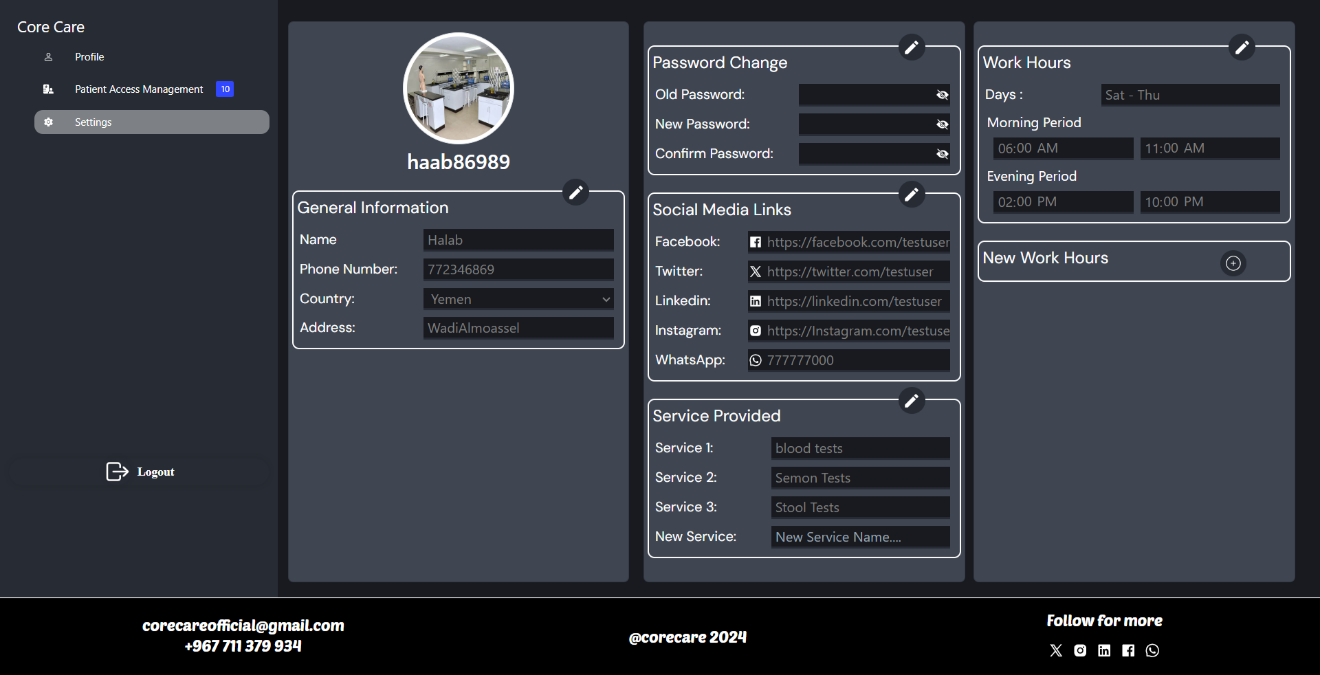 Core Care
Profile
Patient Access Management 10
Settings
Logout
haab86989
General Information
Name Halab
Phone Number: 772346869
Country: Yemen
Address: WadiAlmoassel
Password Change
Old Password:
New Password:
Confirm Password:
Social Media Links
Facebook: https://facebook.com/testuser
Twitter: https://twitter.com/testuser
Linkedin: https://linkedin.com/testuser
Instagram: https://Instagram.com/testuse
WhatsApp: 777777000
Service Provided
Service 1: blood tests
Service 2: Semon Tests
Service 3: Stool Tests
New Service: New Service Name....
Work Hours
Days : Sat - Thu
Morning Period
06:00 AM 11:00 AM
Evening Period
02:00 PM 10:00 PM
New Work Hours
corecareofficial@gmail.com
+967 711 379 934
@corecare 2024
Follow for more